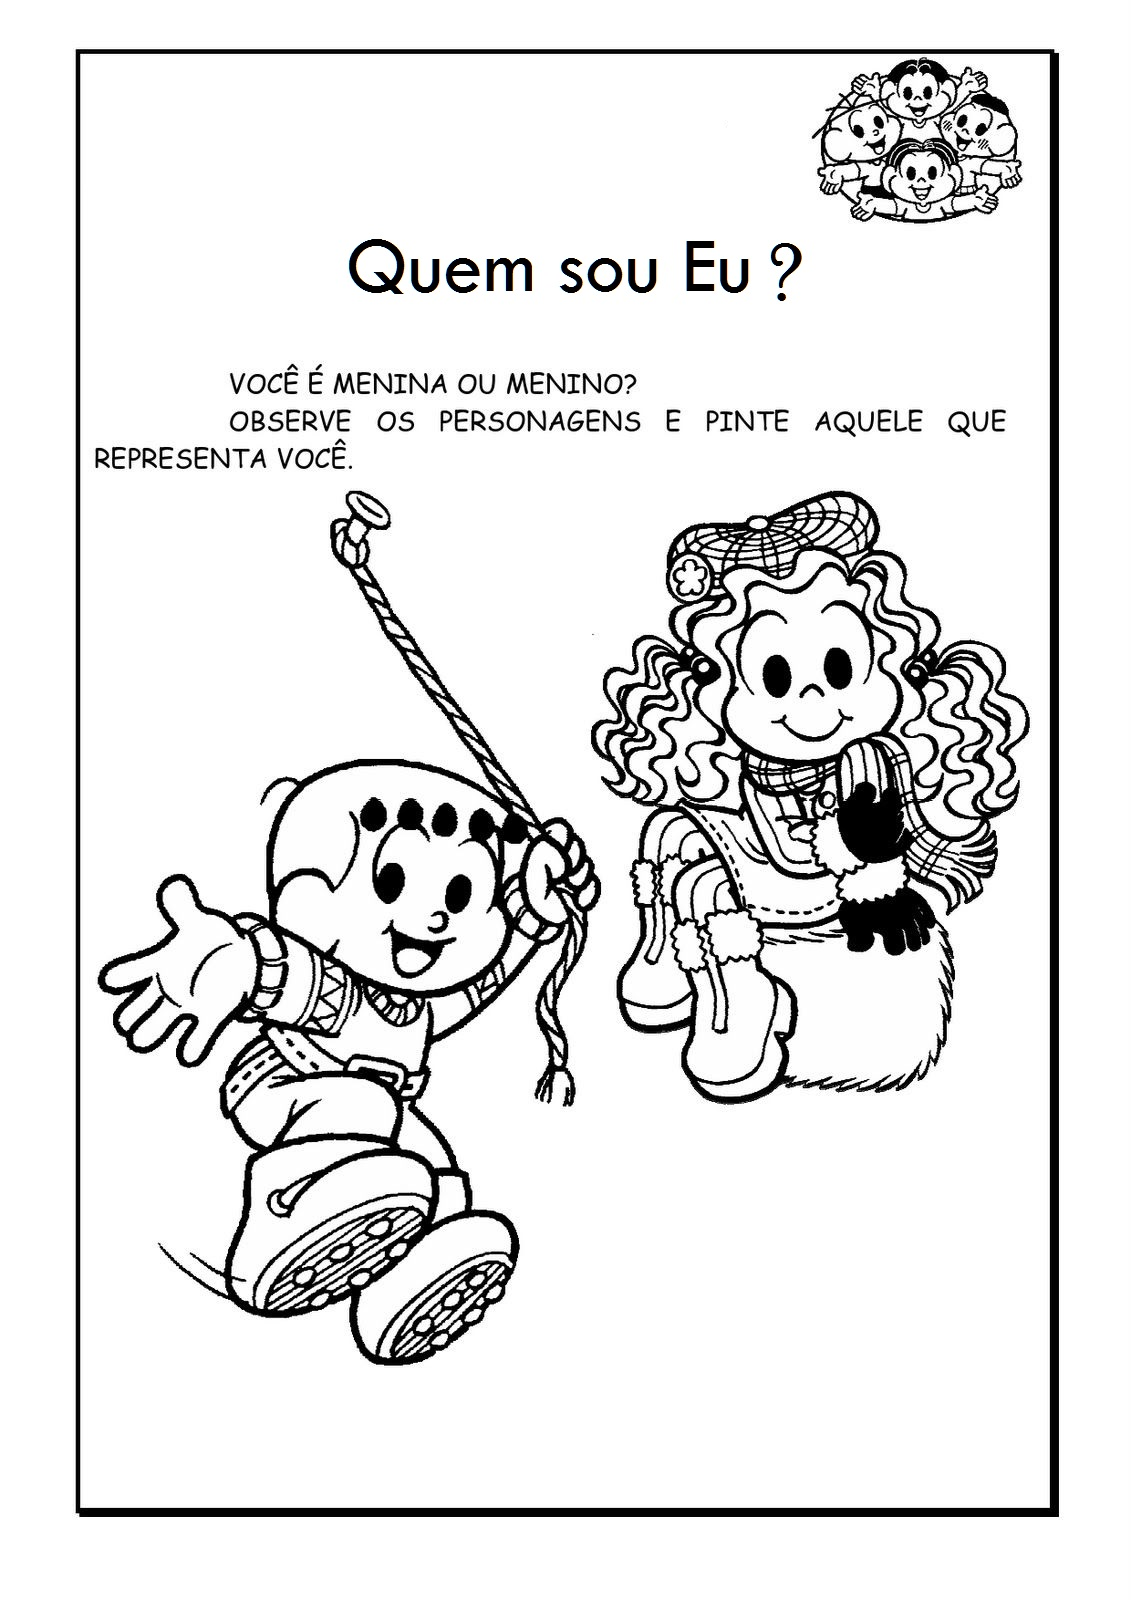 Quem sou Eu ?
VOCÊ É MENINA OU MENINO?
OBSERVE OS PERSONAGENS E PINTE AQUELE QUE
REPRESENTA VOCÊ.